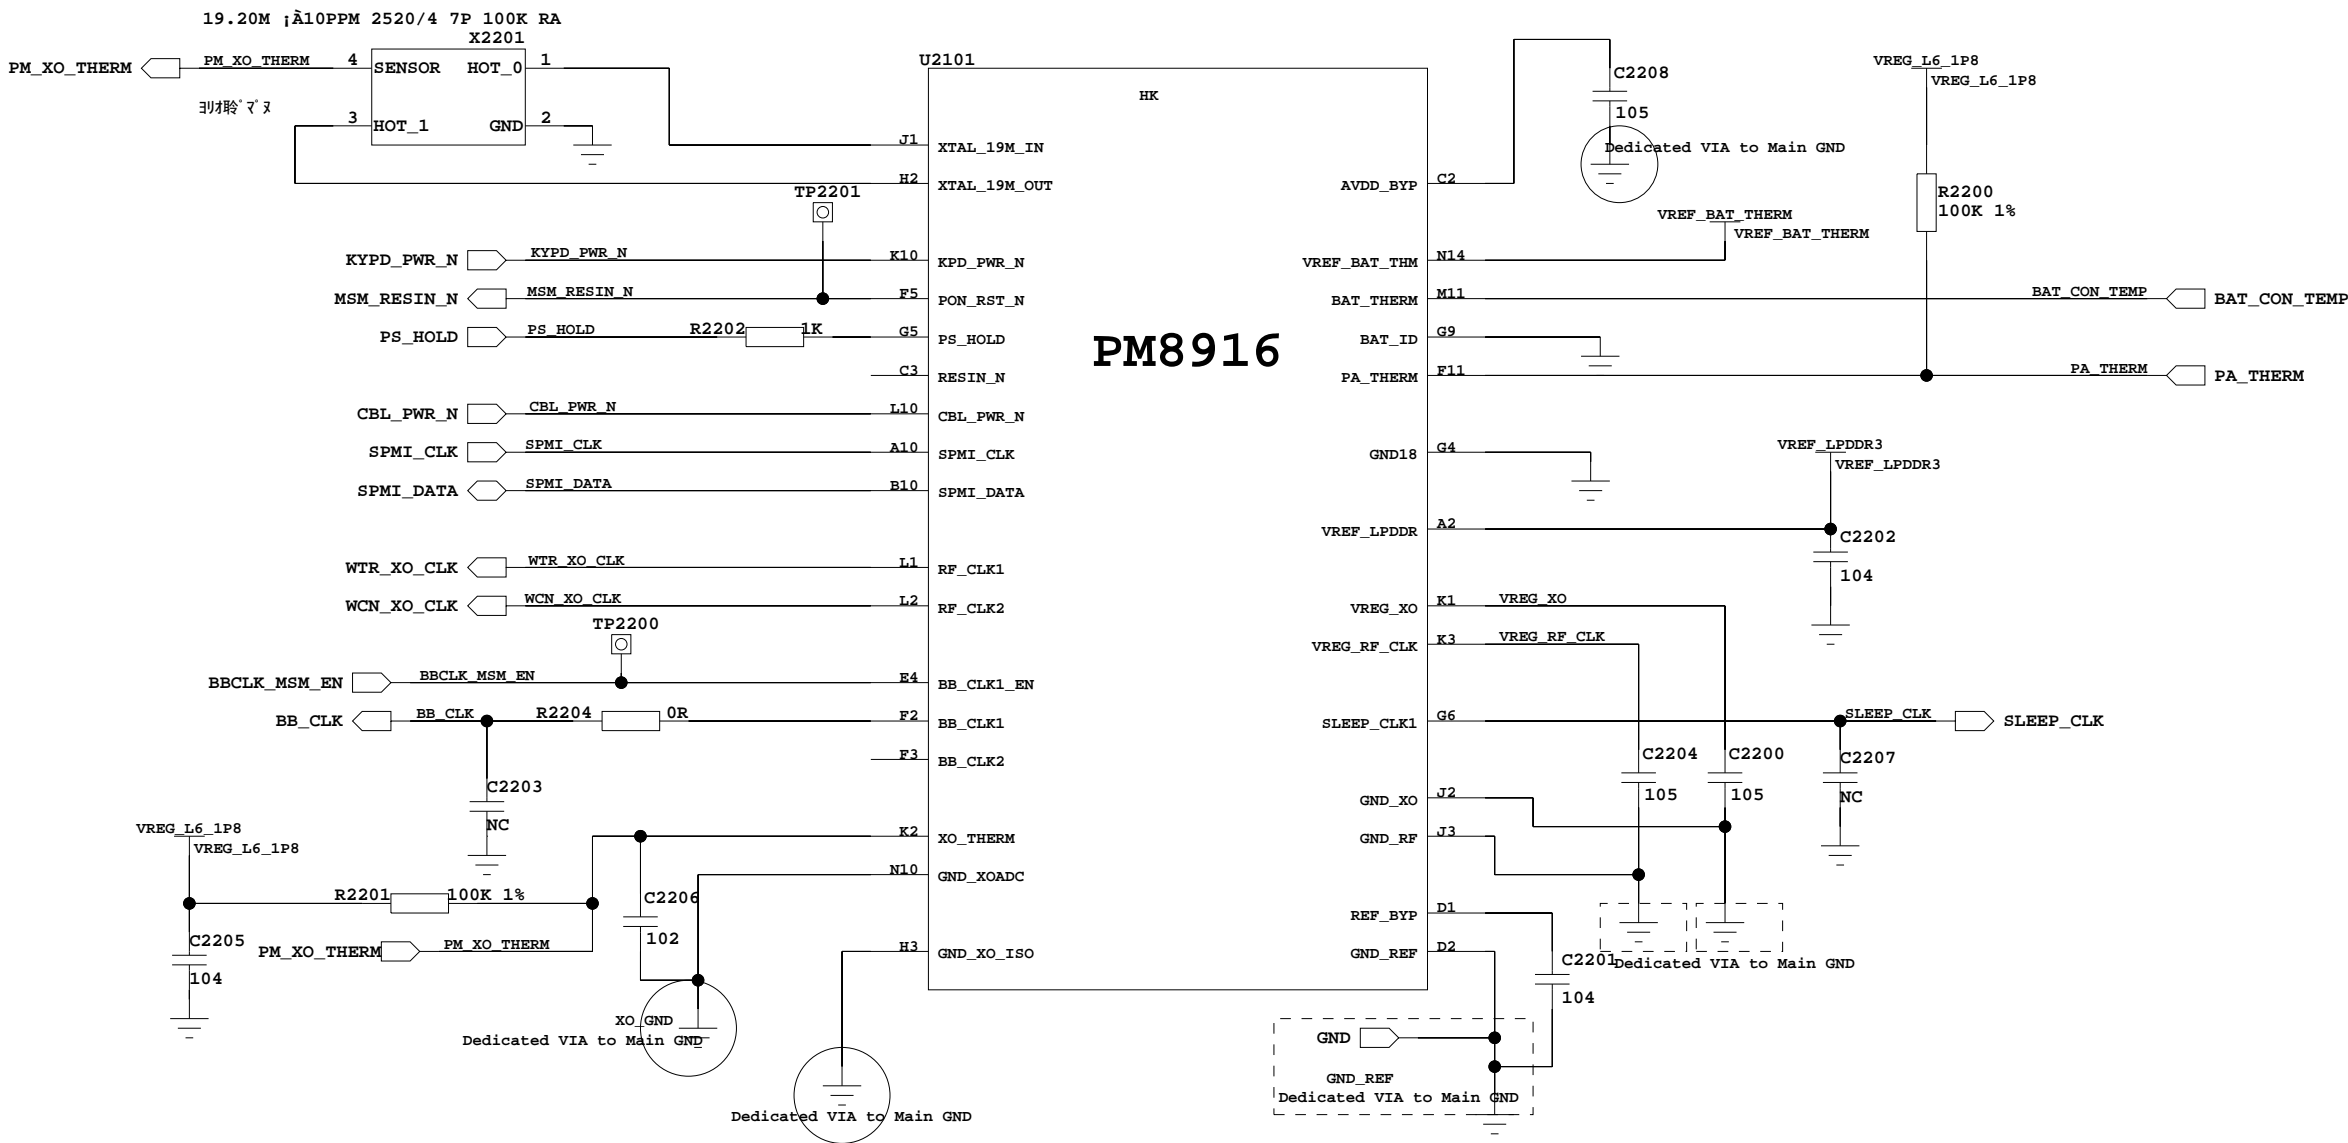 19.20M ¡À10PPM 2520/4 7P 100K RA
X2201
PM_XO_THERM
PM_XO_THERM
4
SENSOR
HOT_0
1
3
HOT_1
GND
2
U2101
HK
PM8916
J1
XTAL_19M_IN
H2
XTAL_19M_OUT
TP2201
KYPD_PWR_N
KYPD_PWR_N
K10
KPD_PWR_N
MSM_RESIN_N
MSM_RESIN_N
F5
PON_RST_N
PS_HOLD
PS_HOLD
R2202
1K
G5
PS_HOLD
C3
RESIN_N
CBL_PWR_N
CBL_PWR_N
L10
CBL_PWR_N
SPMI_CLK
SPMI_CLK
A10
SPMI_CLK
SPMI_DATA
SPMI_DATA
B10
SPMI_DATA
WTR_XO_CLK
WTR_XO_CLK
L1
RF_CLK1
WCN_XO_CLK
WCN_XO_CLK
L2
RF_CLK2
TP2200
BBCLK_MSM_EN
BBCLK_MSM_EN
E4
BB_CLK1_EN
BB_CLK
BB_CLK
R2204
0R
F2
BB_CLK1
F3
BB_CLK2
C2203
NC
VREG_L6_1P8
VREG_L6_1P8
K2
XO_THERM
N10
GND_XOADC
R2201
100K 1%
C2206
102
C2205
104
PM_XO_THERM
PM_XO_THERM
H3
GND_XO_ISO
XO_GND
Dedicated VIA to Main GND
Dedicated VIA to Main GND
C2208
105
Dedicated VIA to Main GND
VREG_L6_1P8
VREG_L6_1P8
AVDD_BYP
C2
R2200
100K 1%
VREF_BAT_THERM
VREF_BAT_THERM
VREF_BAT_THM
N14
BAT_THERM
M11
BAT_CON_TEMP
BAT_CON_TEMP
BAT_ID
G9
PA_THERM
F11
PA_THERM
PA_THERM
GND18
G4
VREF_LPDDR3
VREF_LPDDR3
VREF_LPDDR
A2
C2202
104
VREG_XO
K1
VREG_XO
VREG_RF_CLK
K3
VREG_RF_CLK
SLEEP_CLK1
G6
SLEEP_CLK
SLEEP_CLK
C2204
105
C2200
105
C2207
NC
GND_XO
J2
GND_RF
J3
REF_BYP
D1
GND_REF
D2
C2201
104
Dedicated VIA to Main GND
GND
GND_REF
Dedicated VIA to Main GND